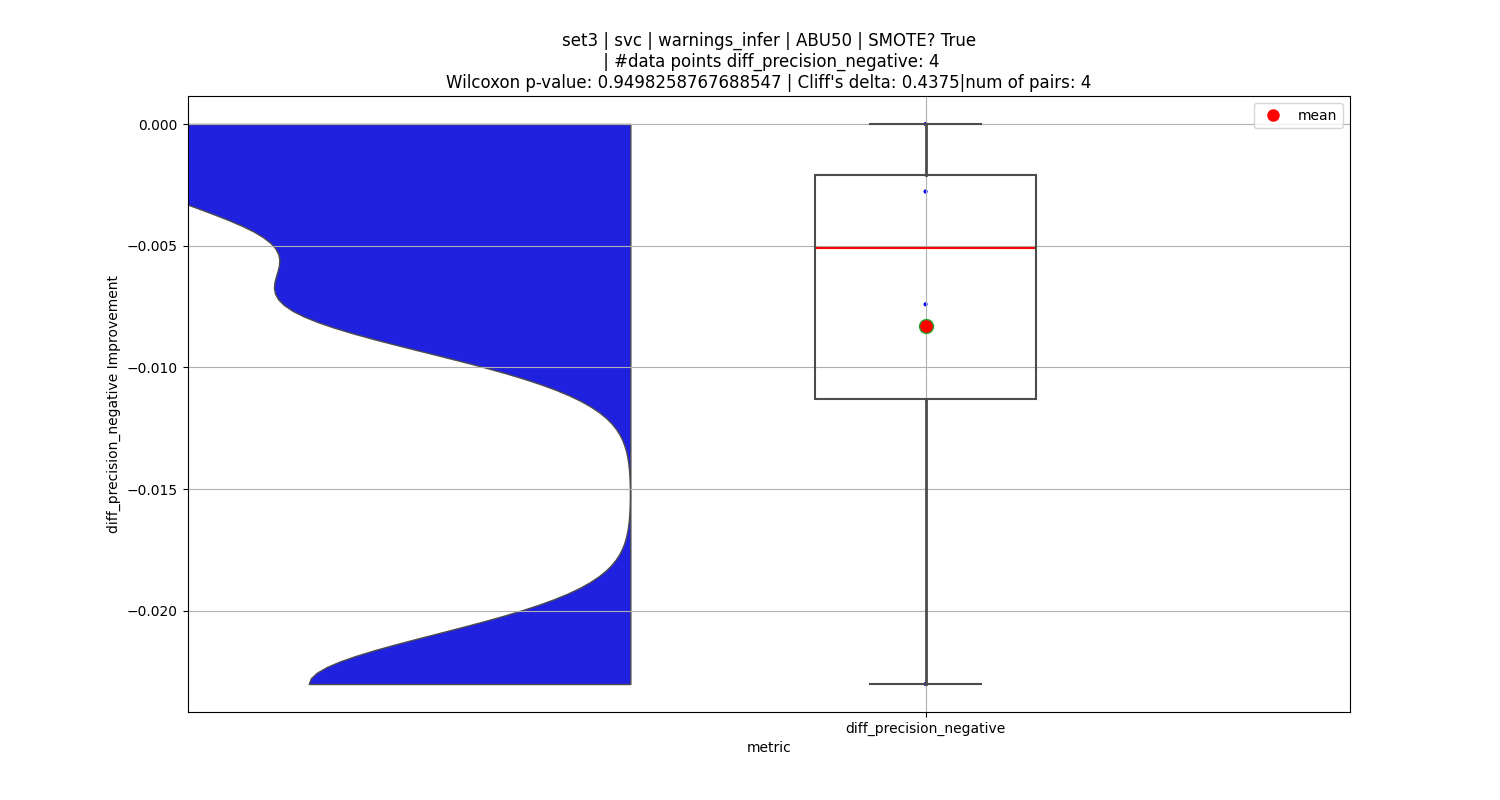 set3 | svc | warnings_infer | ABU50 | SMOTE? True
| #data points diff_precision_negative: 4
Wilcoxon p-value: 0.9498258767688547 | Cliff's delta: 0.4375|num of pairs: 4
mean
0.000
−0.005
−0.010
−0.015
−0.020
diff_precision_negative Improvement
diff_precision_negative
metric